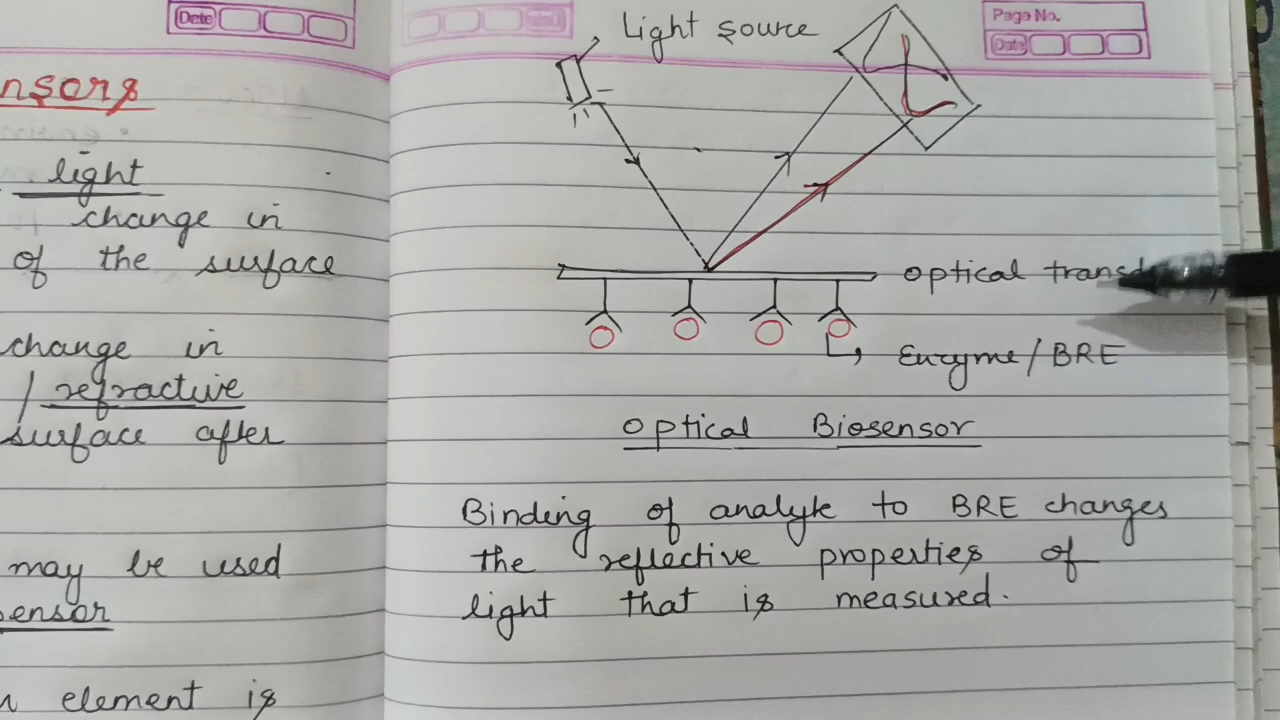 Date
Page No.
Date
Light source
nsors
light
change in
of the surface
change in
/ refractive
surface after
may be used
ensor
element is
optical
Enzyme/BRE
Optical Biosensor
Binding of analyte to BRE changes
the reflective properties of
light that is measured.